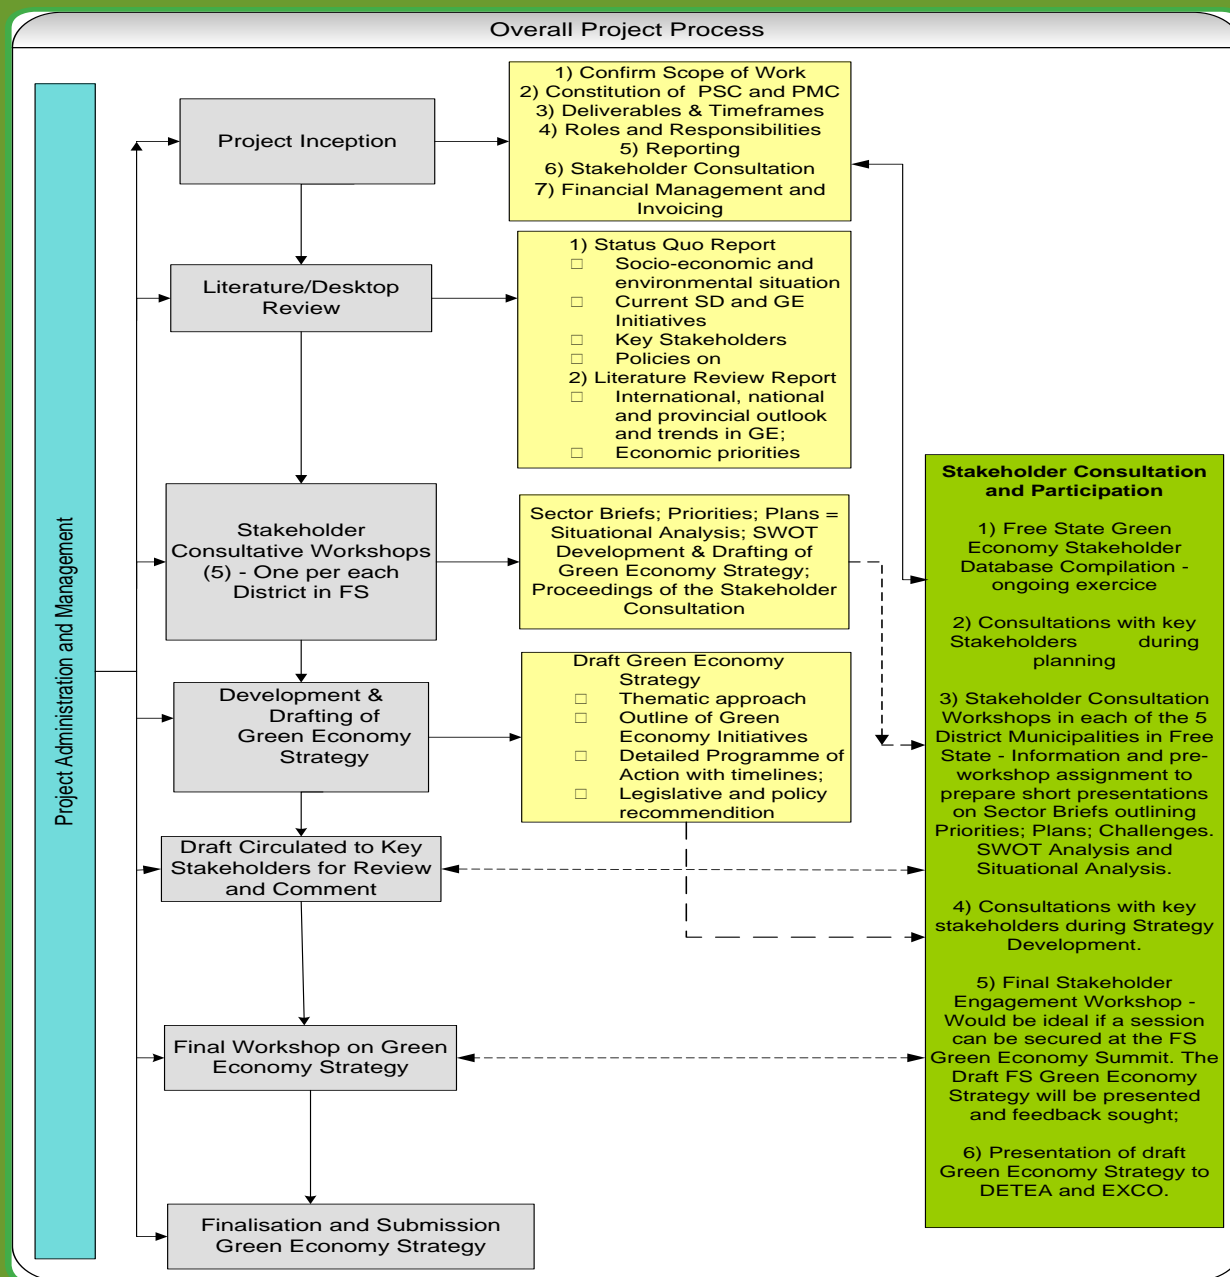 Overall Project Process
Project Administration and Management
Project Inception
1) Confirm Scope of Work
2) Constitution of PSC and PMC
3) Deliverables & Timeframes
4) Roles and Responsibilities
5) Reporting
6) Stakeholder Consultation
7) Financial Management and
Invoicing
Literature/Desktop
Review
1) Status Quo Report
□ Socio-economic and
environmental situation
□ Current SD and GE
Initiatives
□ Key Stakeholders
□ Policies on
2) Literature Review Report
□ International, national
and provincial outlook
and trends in GE;
□ Economic priorities
Stakeholder
Consultative Workshops
(5) - One per each
District in FS
Sector Briefs; Priorities; Plans =
Situational Analysis; SWOT
Development & Drafting of
Green Economy Strategy;
Proceedings of the Stakeholder
Consultation
Development &
Drafting of
Green Economy
Strategy
Draft Green Economy
Strategy
□ Thematic approach
□ Outline of Green
Economy Initiatives
□ Detailed Programme of
Action with timelines;
□ Legislative and policy
recommendition
Draft Circulated to Key
Stakeholders for Review
and Comment
Final Workshop on Green
Economy Strategy
Finalisation and Submission
Green Economy Strategy
Stakeholder Consultation
and Participation
1) Free State Green
Economy Stakeholder
Database Compilation -
ongoing exercice
2) Consultations with key
Stakeholders during
planning
3) Stakeholder Consultation
Workshops in each of the 5
District Municipalities in Free
State - Information and pre-
workshop assignment to
prepare short presentations
on Sector Briefs outlining
Priorities; Plans; Challenges.
SWOT Analysis and
Situational Analysis.
4) Consultations with key
stakeholders during Strategy
Development.
5) Final Stakeholder
Engagement Workshop -
Would be ideal if a session
can be secured at the FS
Green Economy Summit. The
Draft FS Green Economy
Strategy will be presented
and feedback sought;
6) Presentation of draft
Green Economy Strategy to
DETEA and EXCO.